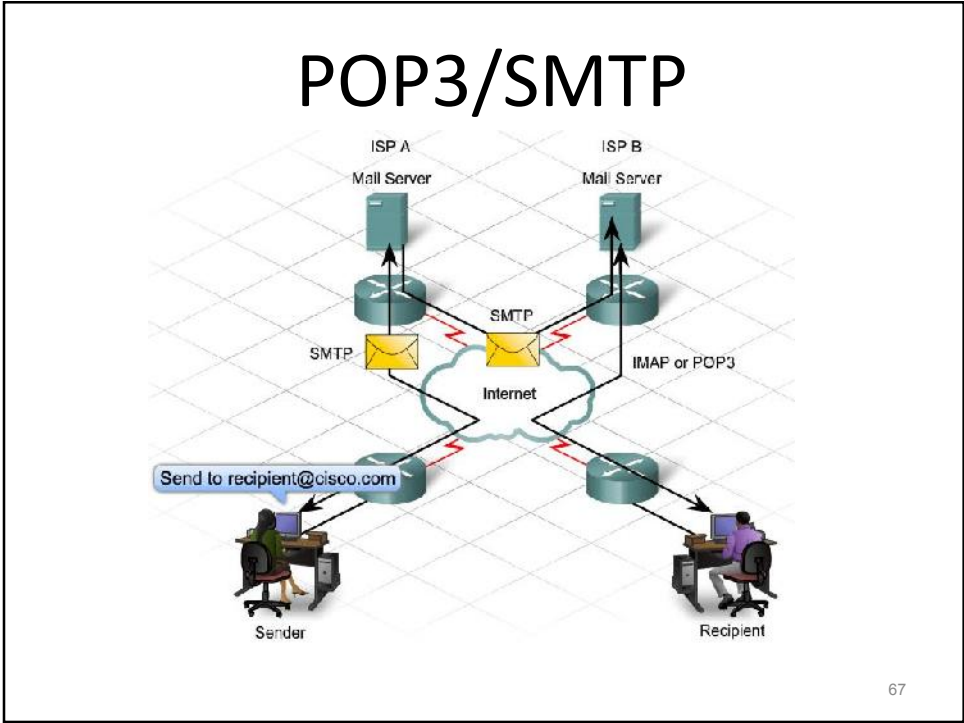 POP3/SMTP
ISP A
ISP B
Mail Server
Mail Server
SMTP
SMTP
IMAP or POP3
Internet
Send to recipient@cisco.com
Sender
Recipient
67